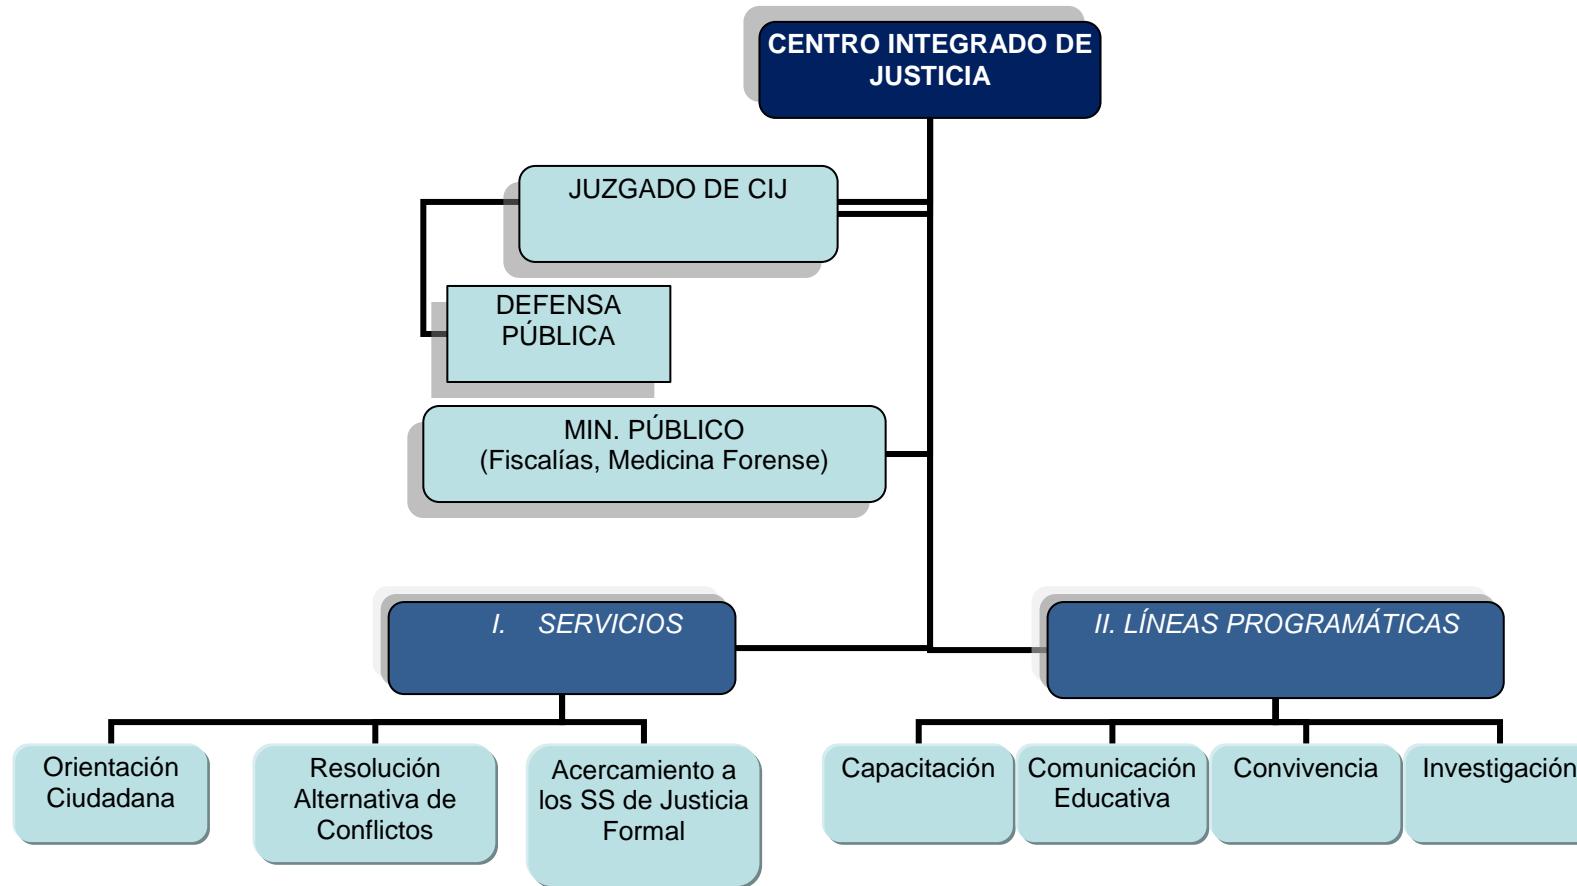 CENTRO INTEGRADO DE
JUSTICIA
JUZGADO DE CIJ
DEFENSA
PÚBLICA
MIN. PÚBLICO
(Fiscalías, Medicina Forense)
I. SERVICIOS
II. LÍNEAS PROGRAMÁTICAS
Orientación
Ciudadana
Resolución
Alternativa de
Conflictos
Acercamiento a
los SS de Justicia
Formal
Capacitación
Comunicación
Educativa
Convivencia
Investigación